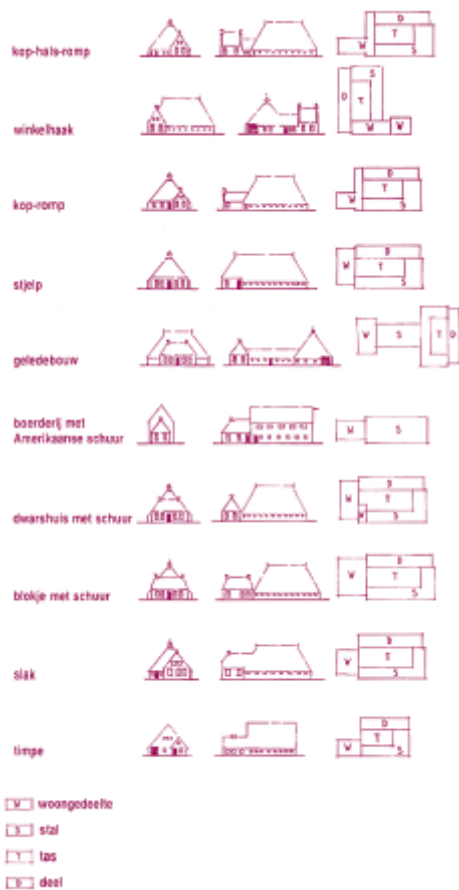 kop-hals-romp
D
T
W
S
winkelhaak
S
D
T
W
W
kop-romp
D
T
W
S
stjelp
D
W
T
S
geledebouw
W
S
T
D
boerderij met
Amerikaanse schuur
W
S
dwarshuis met schuur
D
W
T
W
S
blokje met schuur
D
W
T
S
slak
D
W
T
S
timpe
D
T
W
S
W woongedeelte
S stal
T tas
D deel